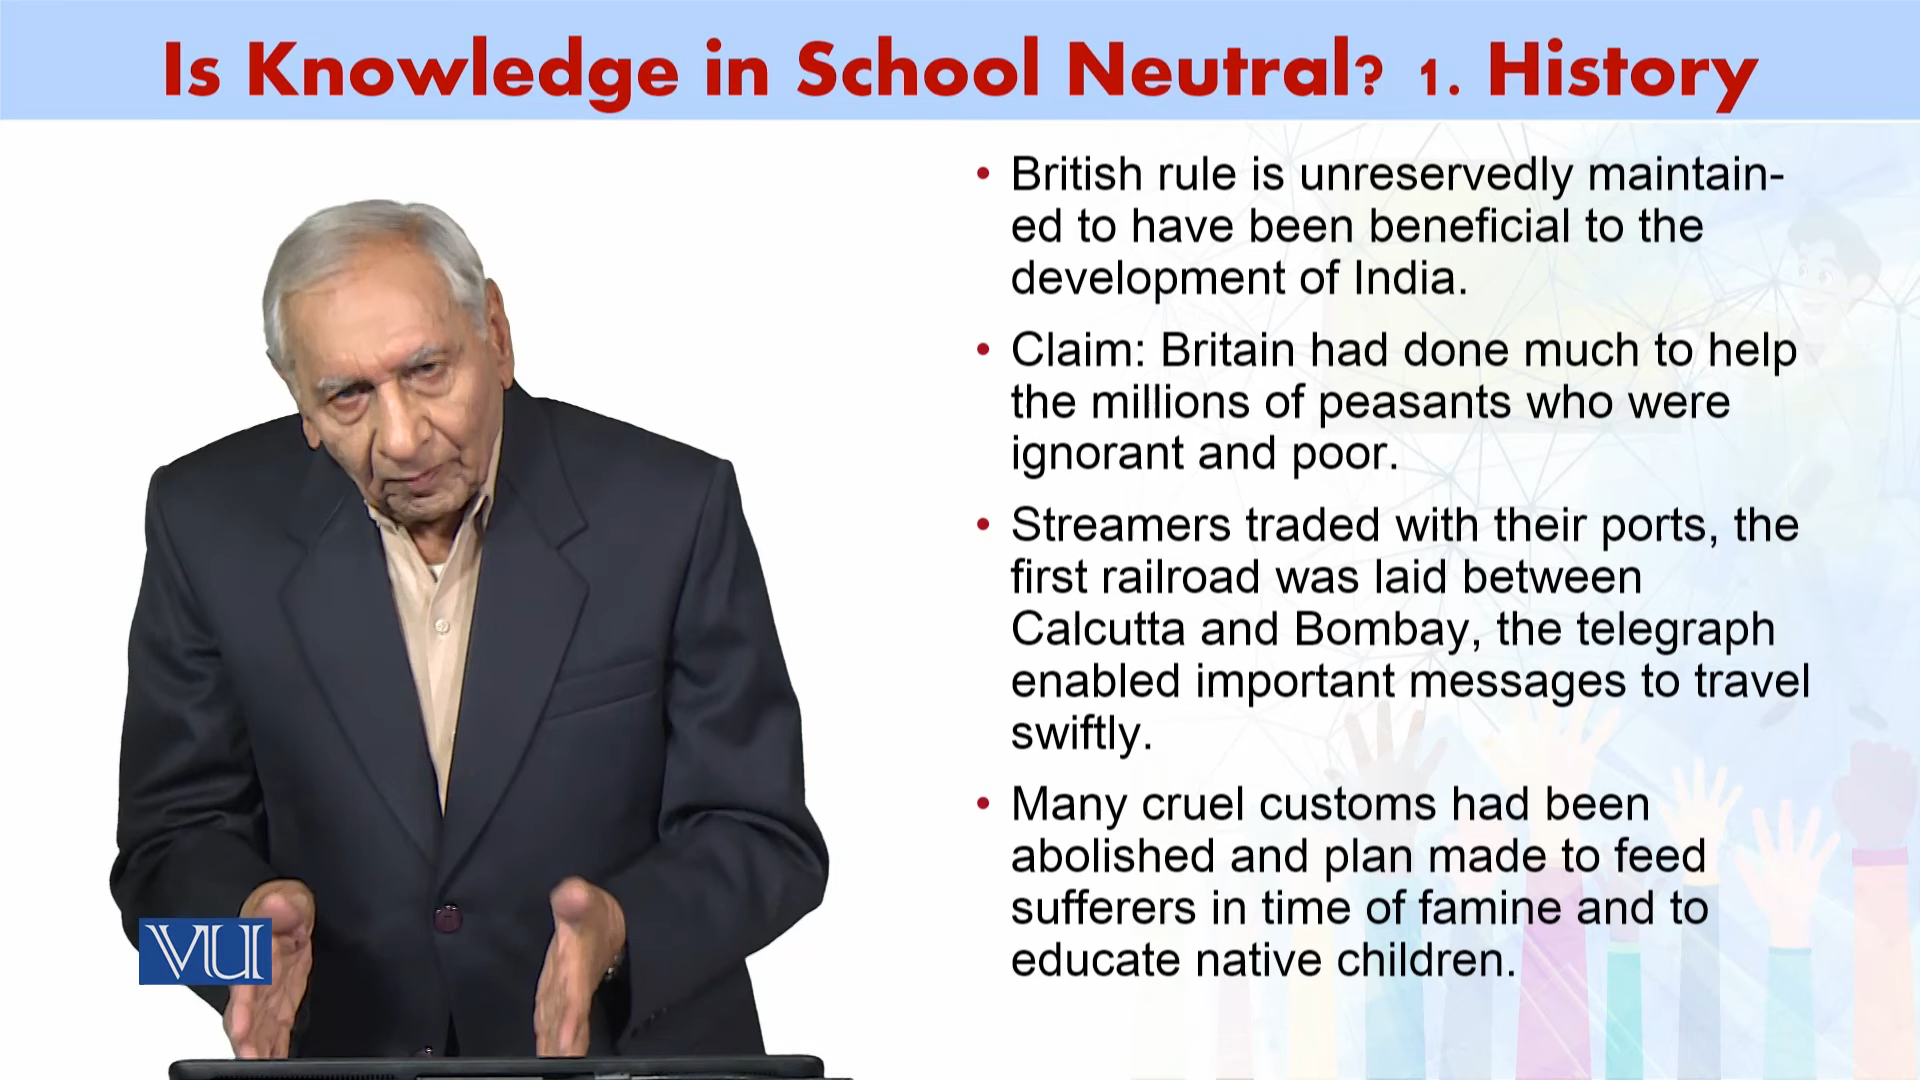 Is Knowledge in School Neutral? 1. History
• British rule is unreservedly maintain-
ed to have been beneficial to the
development of India.
• Claim: Britain had done much to help
the millions of peasants who were
ignorant and poor.
• Streamers traded with their ports, the
first railroad was laid between
Calcutta and Bombay, the telegraph
enabled important messages to travel
swiftly.
• Many cruel customs had been
abolished and plan made to feed
sufferers in time of famine and to
educate native children.
VU